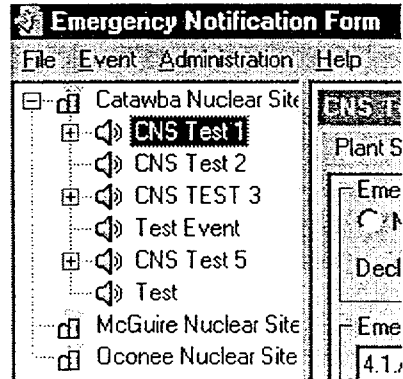 Emergency Notification Form
File Event Administration Help
Catawba Nuclear Site
CNS Test 1
CNS Test 2
CNS TEST 3
Test Event
CNS Test 5
Test
McGuire Nuclear Site
Oconee Nuclear Site
CNS T
Plant S
Eme
N
Decl
Eme
4.1.